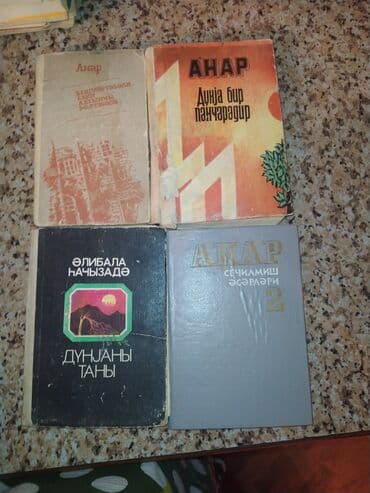 Анар
АНАР
Дүнја бир
пәнҹәрәдир
ӘЛИБАЛА
ҺАҸЫЗАДӘ
ДҮНЈАНЫ
ТАНЫ
АНАР
СЕЧИЛМИШ
ӘСӘРЛӘРИ
2